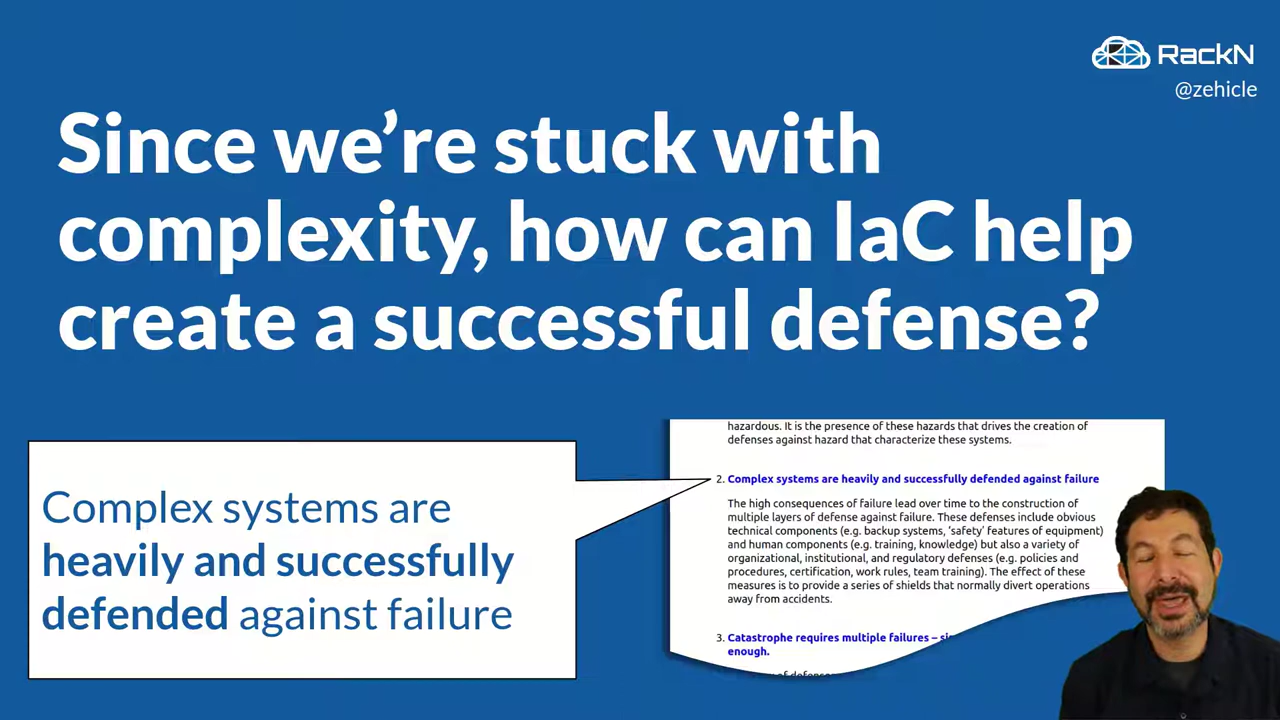 RackN
@zehicle
Since we’re stuck with
complexity, how can IaC help
create a successful defense?
Complex systems are
heavily and successfully
defended against failure
hazardous. It is the presence of these hazards that drives the creation of
defenses against hazard that characterize these systems.
2. Complex systems are heavily and successfully defended against failure
The high consequences of failure lead over time to the construction of
multiple layers of defense against failure. These defenses include obvious
technical components (e.g. backup systems, ‘safety’ features of equipment)
and human components (e.g. training, knowledge) but also a variety of
organizational, institutional, and regulatory defenses (e.g. policies and
procedures, certification, work rules, team training). The effect of these
measures is to provide a series of shields that normally divert operations
away from accidents.
3. Catastrophe requires multiple failures –
enough.